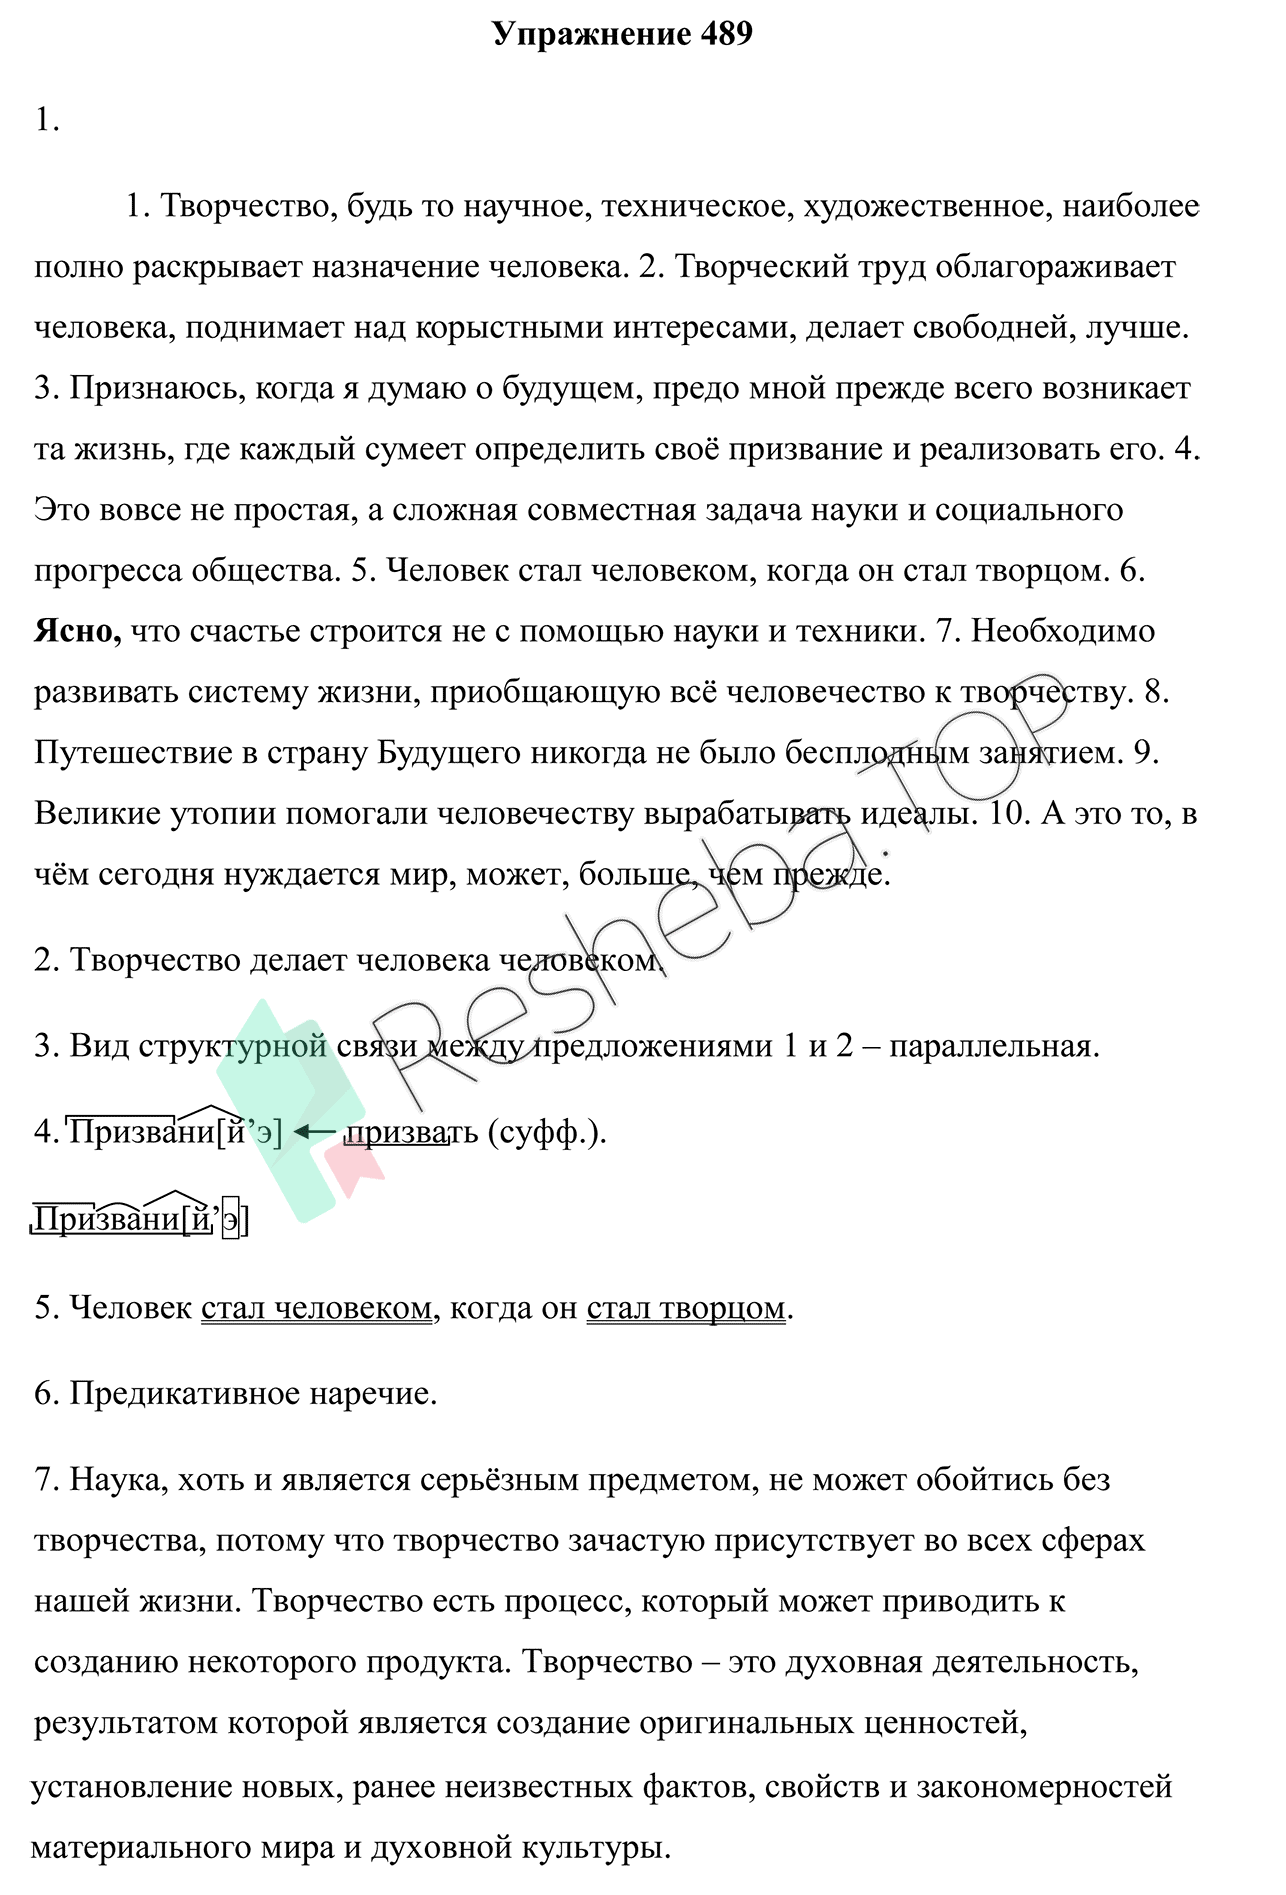 Упражнение 489
1.
1. Творчество, будь то научное, техническое, художественное, наиболее
полно раскрывает назначение человека. 2. Творческий труд облагораживает
человека, поднимает над корыстными интересами, делает свободней, лучше.
3. Признаюсь, когда я думаю о будущем, предо мной прежде всего возникает
та жизнь, где каждый сумеет определить своё призвание и реализовать его. 4.
Это вовсе не простая, а сложная совместная задача науки и социального
прогресса общества. 5. Человек стал человеком, когда он стал творцом. 6.
Ясно, что счастье строится не с помощью науки и техники. 7. Необходимо
развивать систему жизни, приобщающую всё человечество к творчеству. 8.
Путешествие в страну Будущего никогда не было бесплодным занятием. 9.
Великие утопии помогали человечеству вырабатывать идеалы. 10. А это то, в
чём сегодня нуждается мир, может, больше, чем прежде.
2. Творчество делает человека человеком.
3. Вид структурной связи между предложениями 1 и 2 – параллельная.
4. Призвани[й’э] ← призвать (суфф.).
Призвани[й’э]
5. Человек стал человеком, когда он стал творцом.
6. Предикативное наречие.
7. Наука, хоть и является серьёзным предметом, не может обойтись без
творчества, потому что творчество зачастую присутствует во всех сферах
нашей жизни. Творчество есть процесс, который может приводить к
созданию некоторого продукта. Творчество – это духовная деятельность,
результатом которой является создание оригинальных ценностей,
установление новых, ранее неизвестных фактов, свойств и закономерностей
материального мира и духовной культуры.
Resheba.TOP